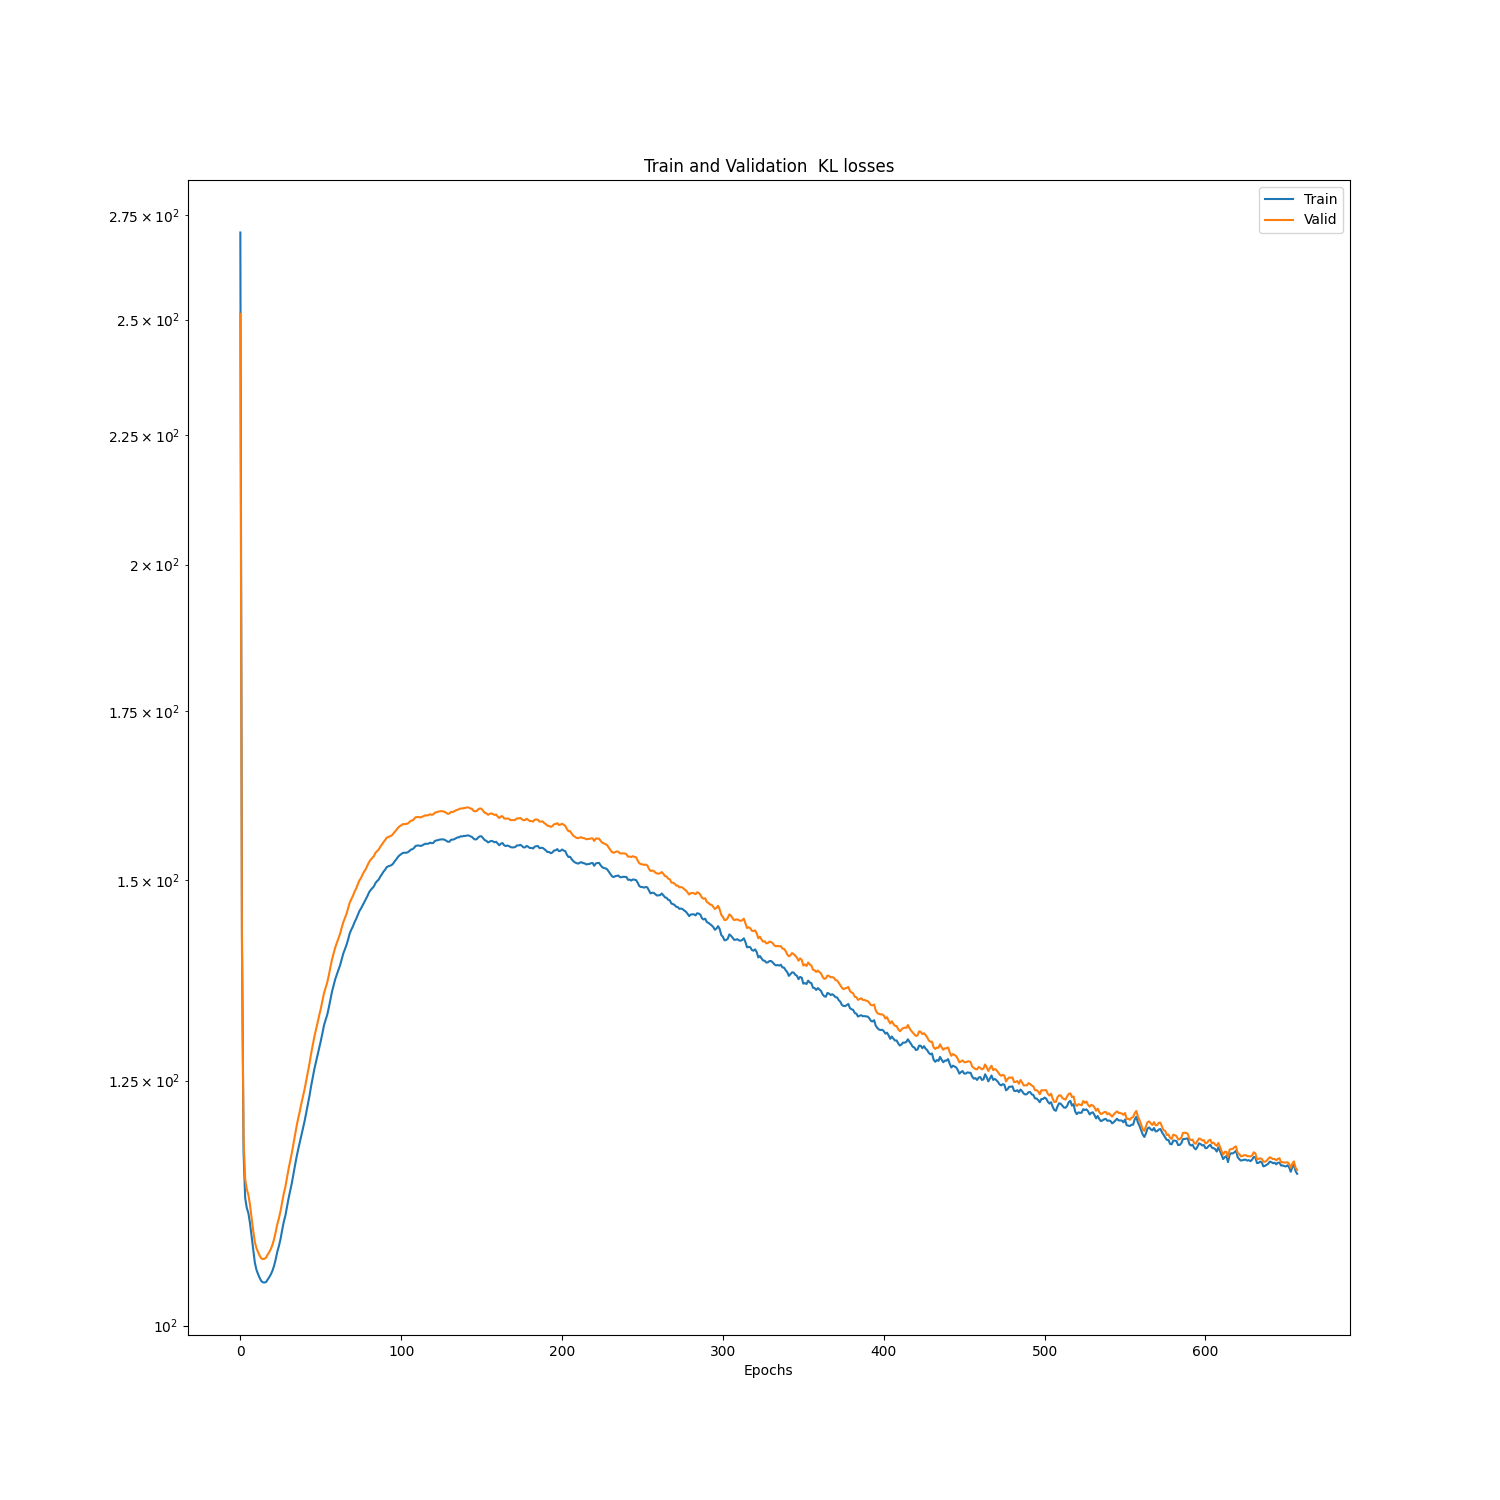 Train and Validation  KL losses
Train
Valid
2.75 × 10²
2.5 × 10²
2.25 × 10²
2 × 10²
1.75 × 10²
1.5 × 10²
1.25 × 10²
10²
0 100 200 300 400 500 600
Epochs